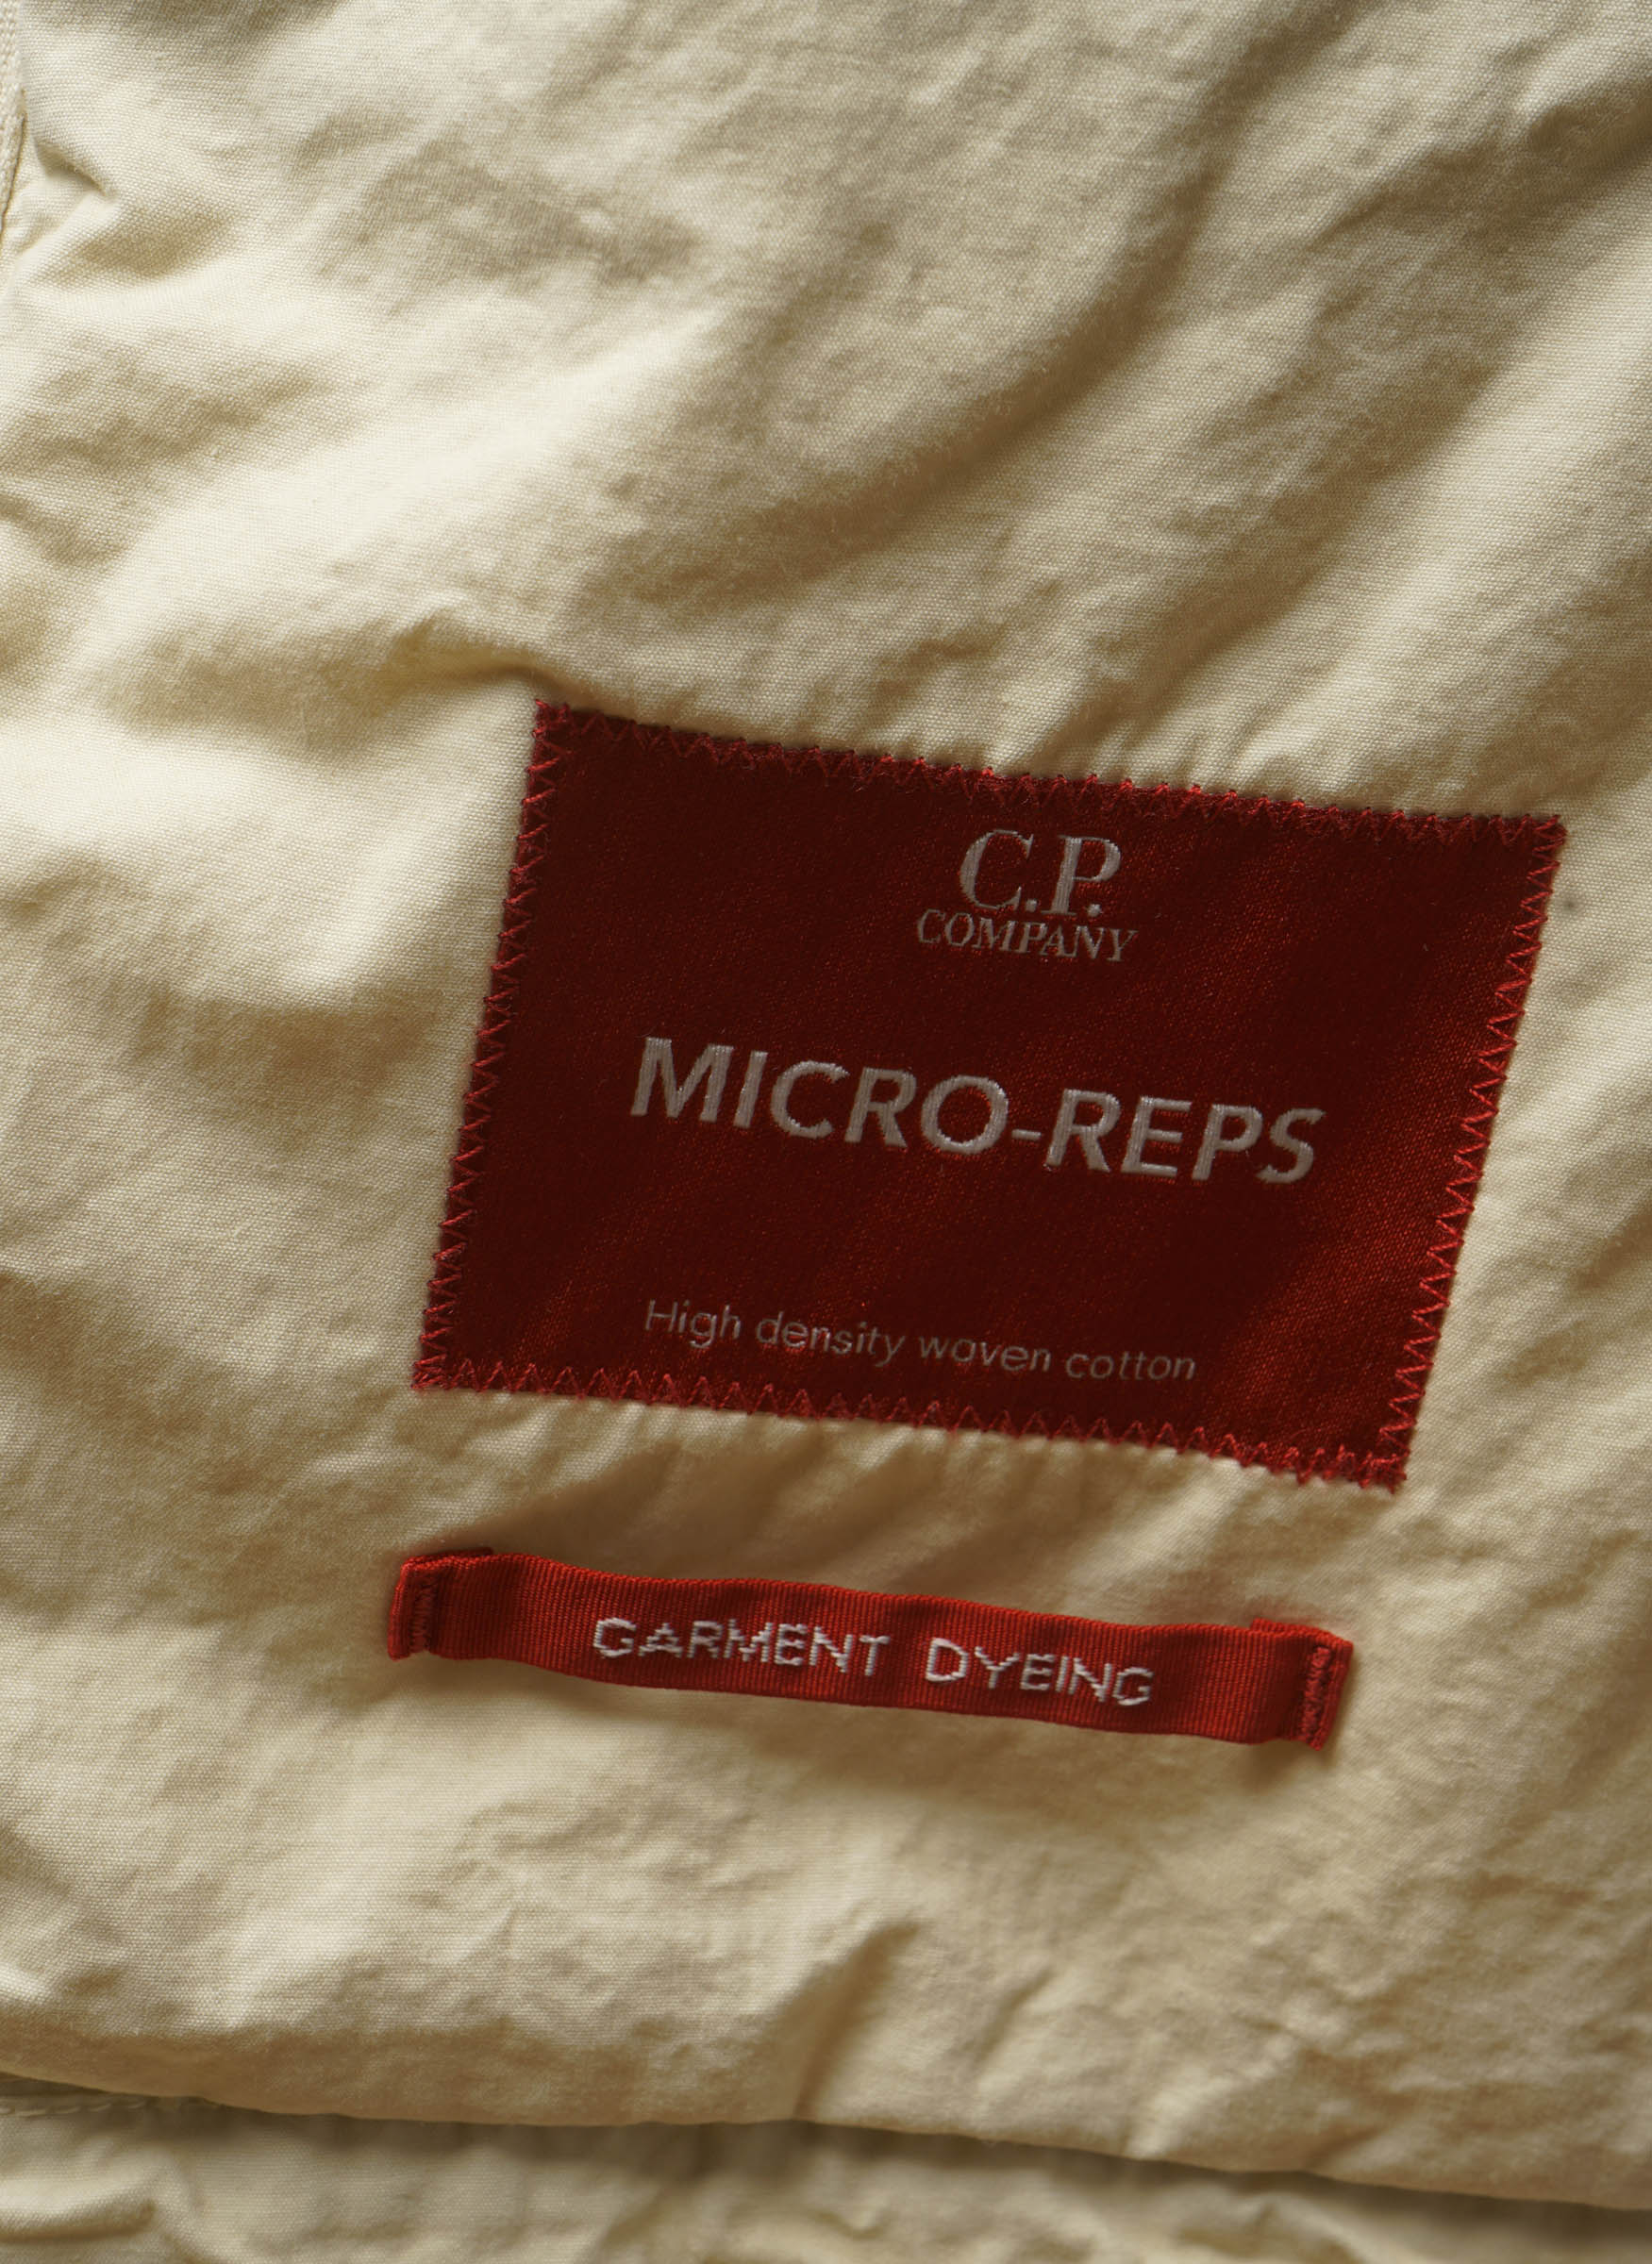 C.P.
COMPANY
MICRO-REPS
High density woven cotton
GARMENT DYEING